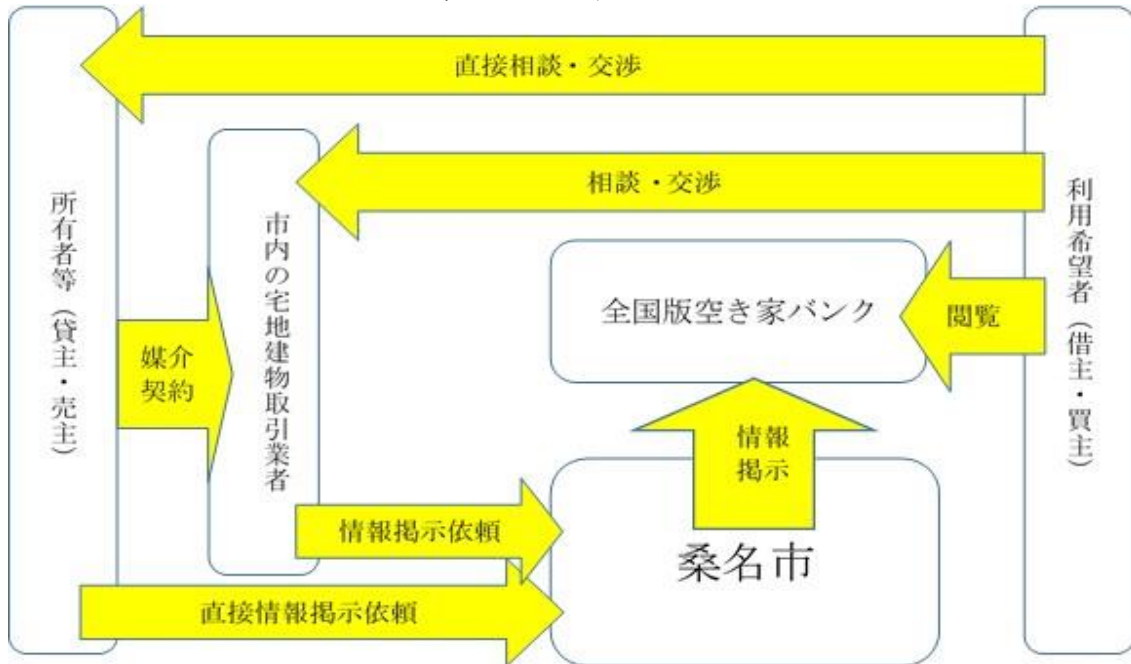 直接相談・交渉
相談・交渉
所有者等（貸主・売主）
市内の宅地建物取引業者
利用希望者（借主・買主）
全国版空き家バンク
閲覧
媒介
契約
情報
掲示
情報掲示依頼
桑名市
直接情報掲示依頼